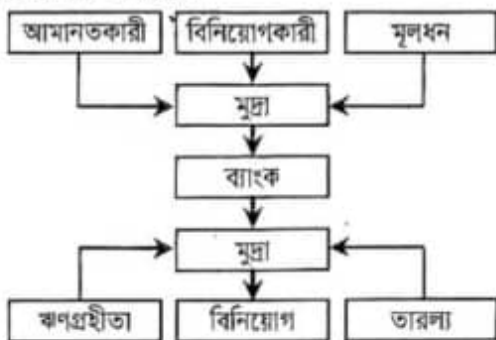 আমানতকারী বিনিয়োগকারী মূলধন
মুদ্রা
ব্যাংক
মুদ্রা
ঋণগ্রহীতা বিনিয়োগ তারল্য